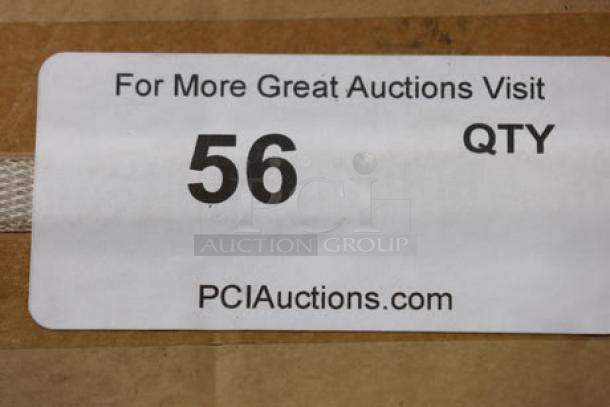 For More Great Auctions Visit
QTY
56
PCI
AUCTION GROUP
PCIAuctions.com